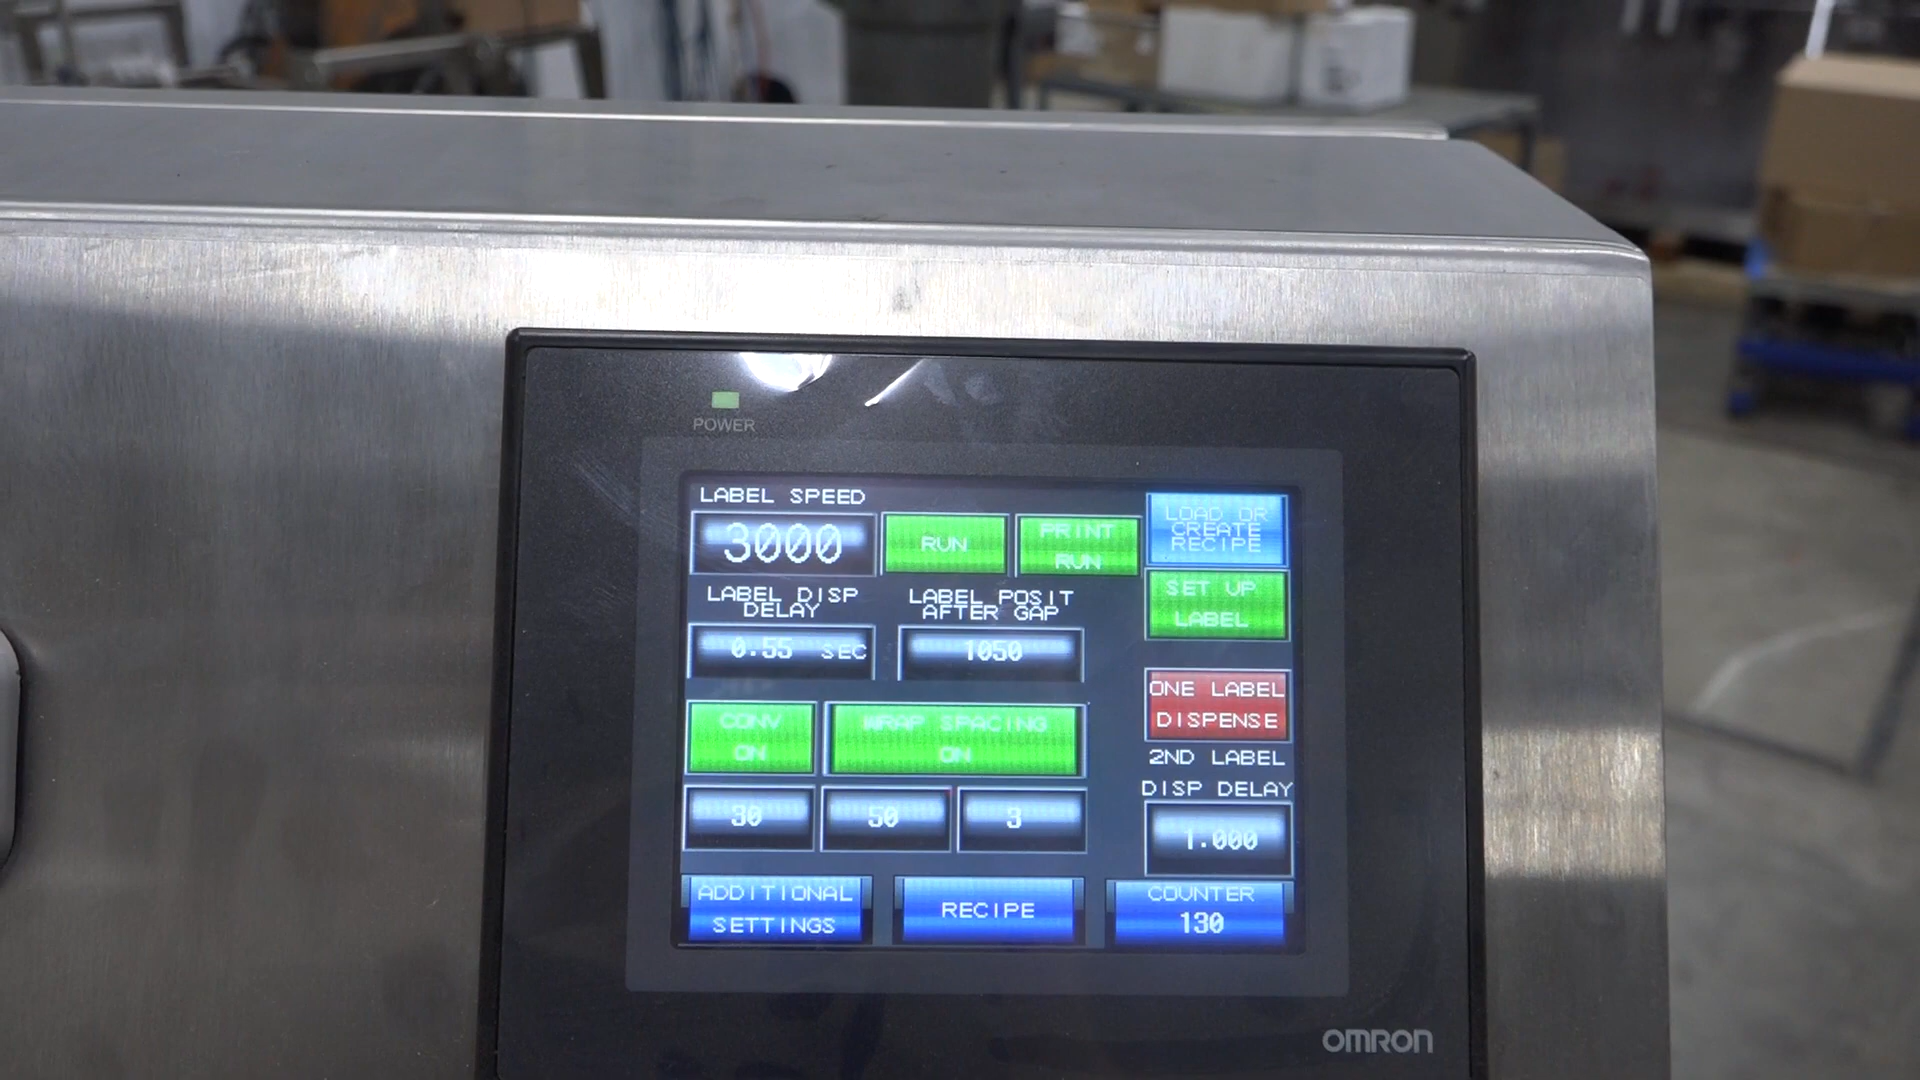 POWER
LABEL SPEED
3000
RUN
PRINT
RUN
LOAD OR
CREATE
RECIPE
LABEL DISP
DELAY
0.55 SEC
LABEL POSIT
AFTER GAP
1050
SET UP
LABEL
CONV
ON
WRAP SPACING
ON
ONE LABEL
DISPENSE
2ND LABEL
DISP DELAY
1.000
30
50
3
ADDITIONAL
SETTINGS
RECIPE
COUNTER
130
OMRON